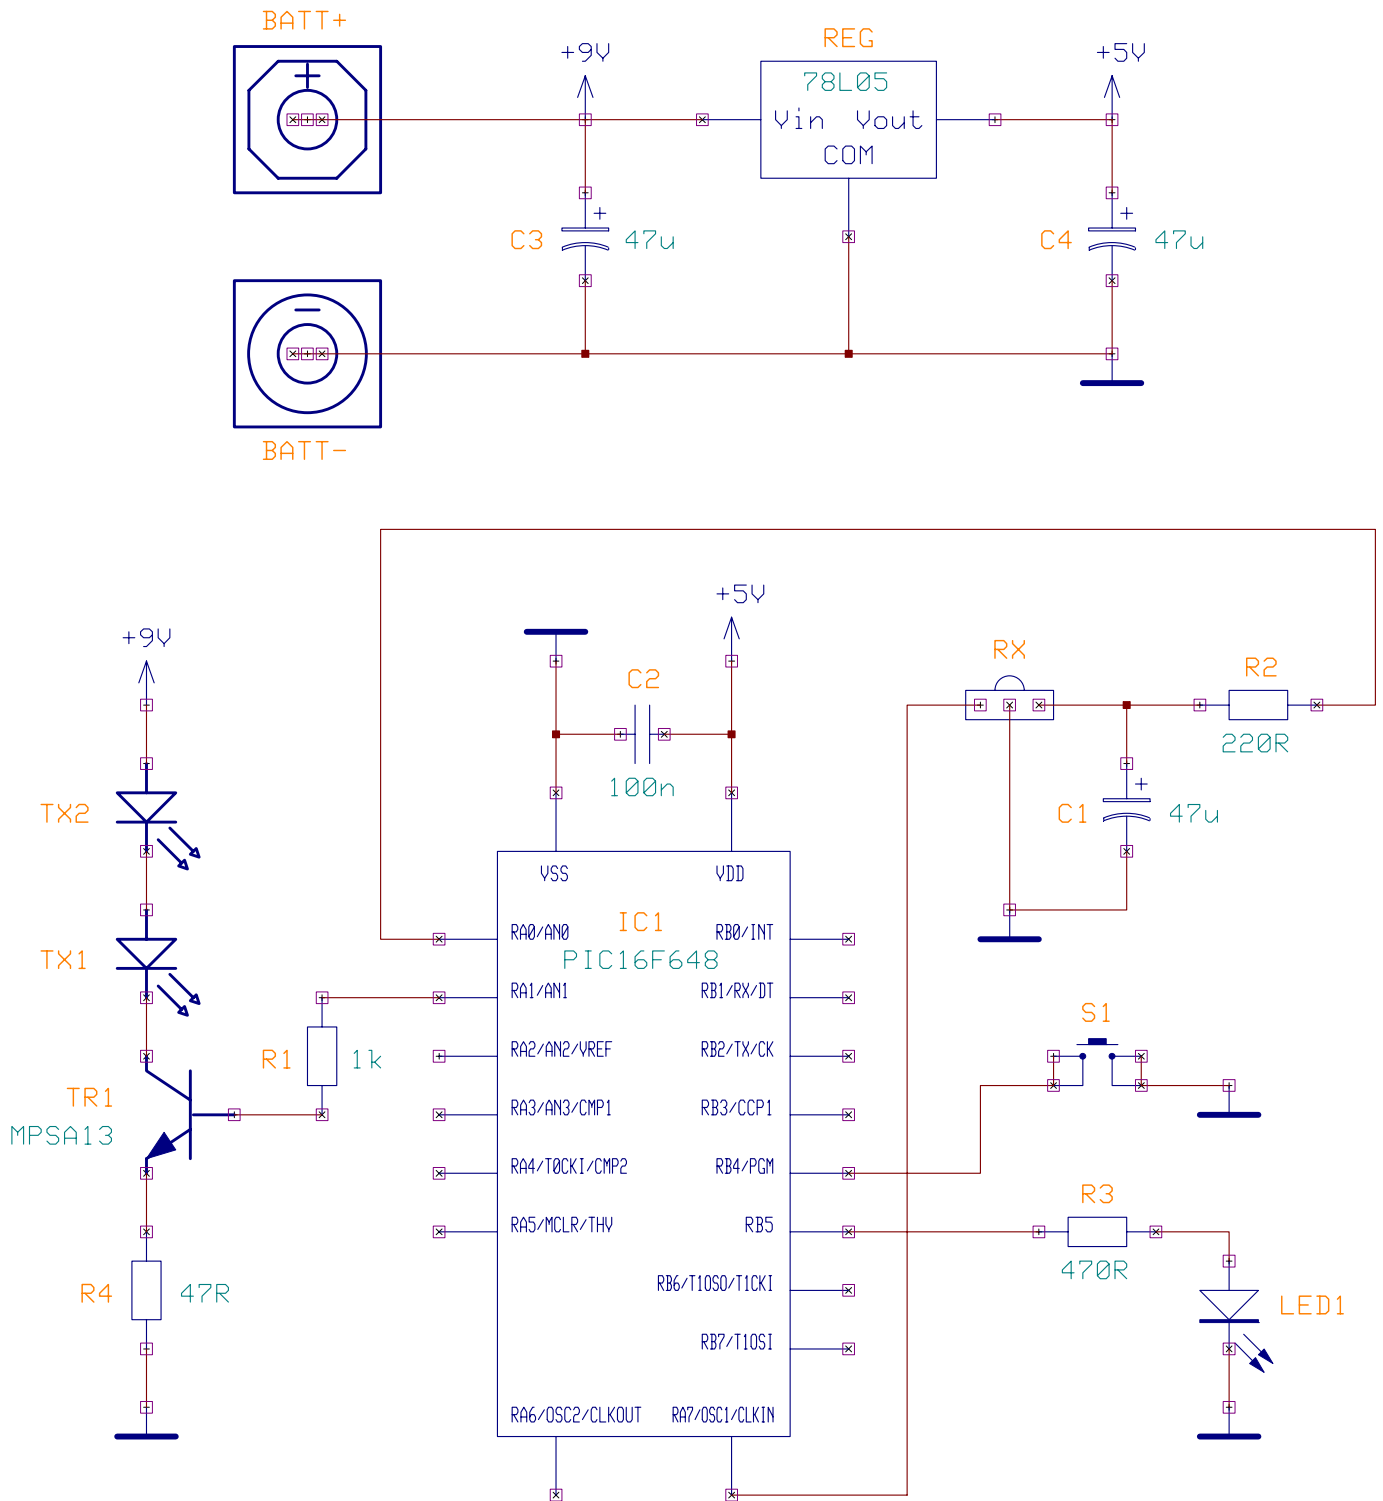 BATT+
+9V
REG
+5V
78L05
Vin Vout
COM
+
C3 47u
+
C4 47u
BATT-
+5V
+9V
C2
100n
RX
R2
220R
TX2
+
C1 47u
VSS VDD
IC1
PIC16F648
RA0/AN0 RB0/INT
TX1
RA1/AN1 RB1/RX/DT
S1
R1 1k
RA2/AN2/VREF RB2/TX/CK
TR1
MPSA13
RA3/AN3/CMP1 RB3/CCP1
RA4/T0CKI/CMP2 RB4/PGM
R3
470R
RA5/MCLR/THV RB5
R4 47R
RB6/T1OSO/T1CKI
LED1
RB7/T1OSI
RA6/OSC2/CLKOUT RA7/OSC1/CLKIN